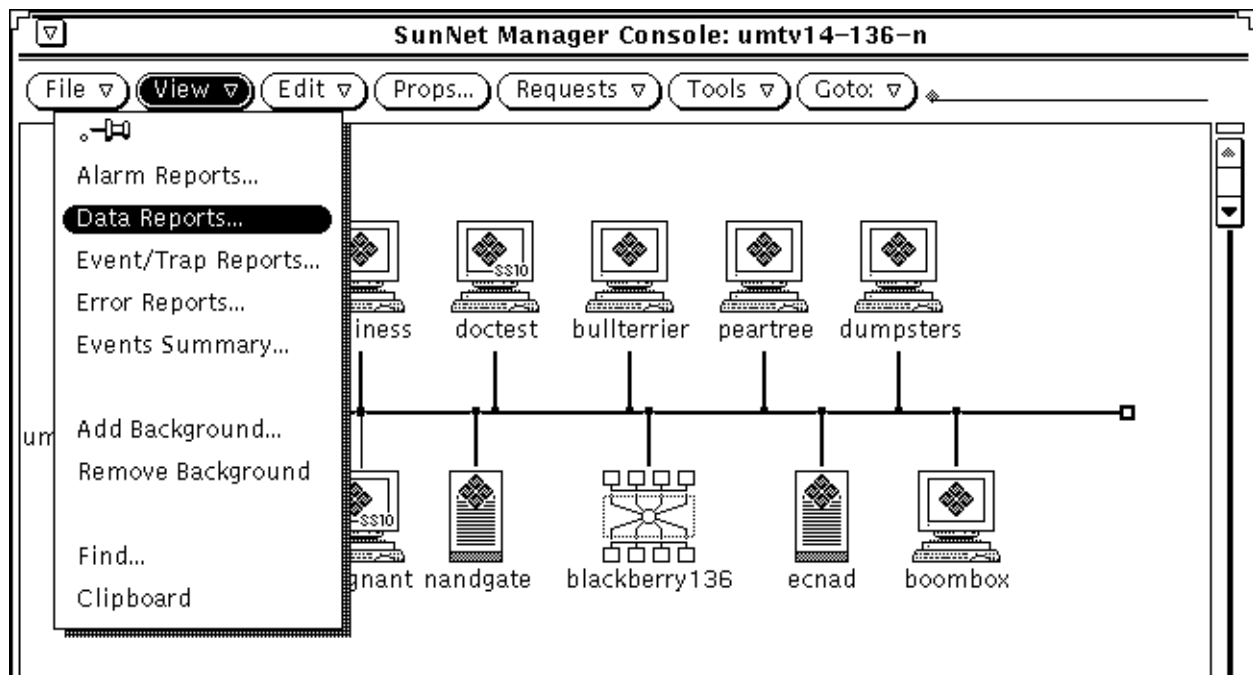 SunNet Manager Console: umtv14-136-n
File View Edit Props... Requests Tools Goto:
Alarm Reports...
Data Reports...
Event/Trap Reports...
Error Reports...
Events Summary...
Add Background...
Remove Background
Find...
Clipboard
SS10
iness doctest bullterrier peartree dumpsters
um
SS10
gnant nandgate blackberry136 ecnad boombox